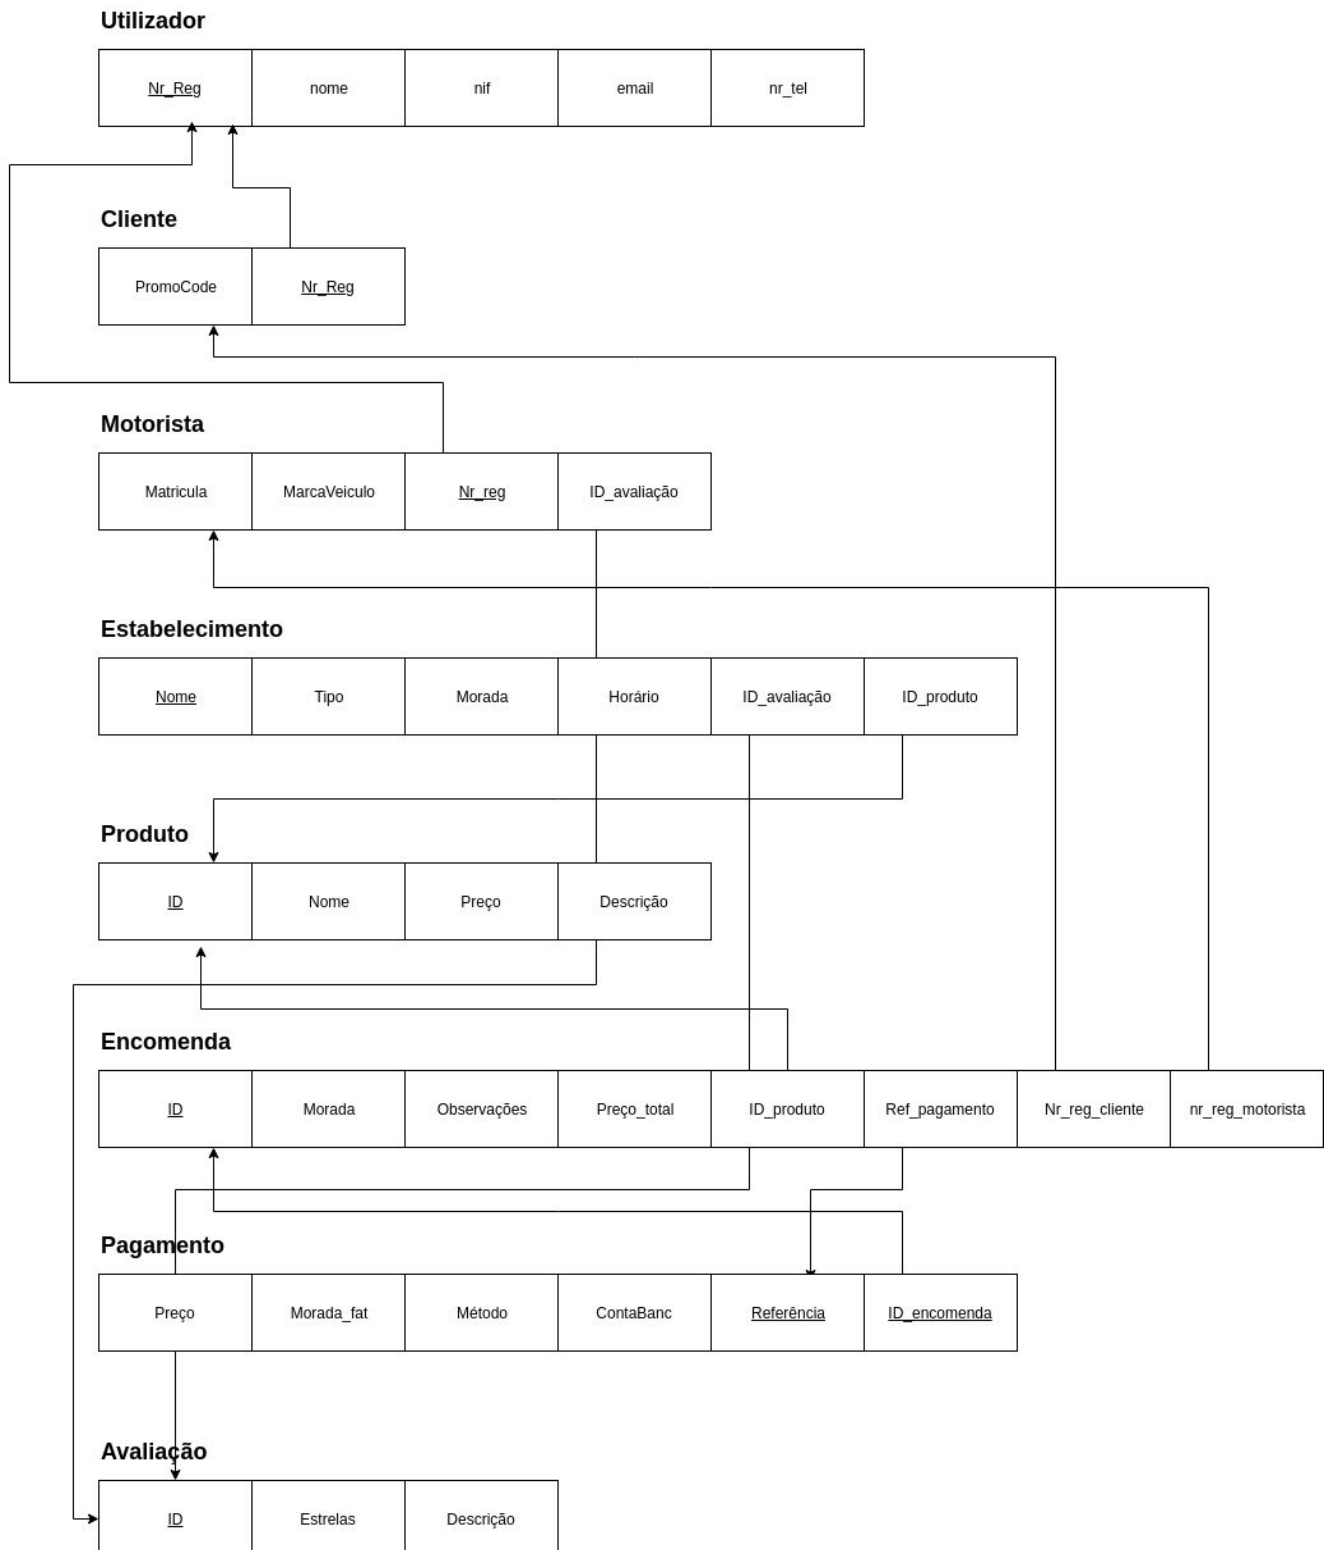 Utilizador
Nr_Reg nome nif email nr_tel
Cliente
PromoCode Nr_Reg
Motorista
Matricula MarcaVeiculo Nr_reg ID_avaliação
Estabelecimento
Nome Tipo Morada Horário ID_avaliação ID_produto
Produto
ID Nome Preço Descrição
Encomenda
ID Morada Observações Preço_total ID_produto Ref_pagamento Nr_reg_cliente nr_reg_motorista
Pagamento
Preço Morada_fat Método ContaBanc Referência ID_encomenda
Avaliação
ID Estrelas Descrição